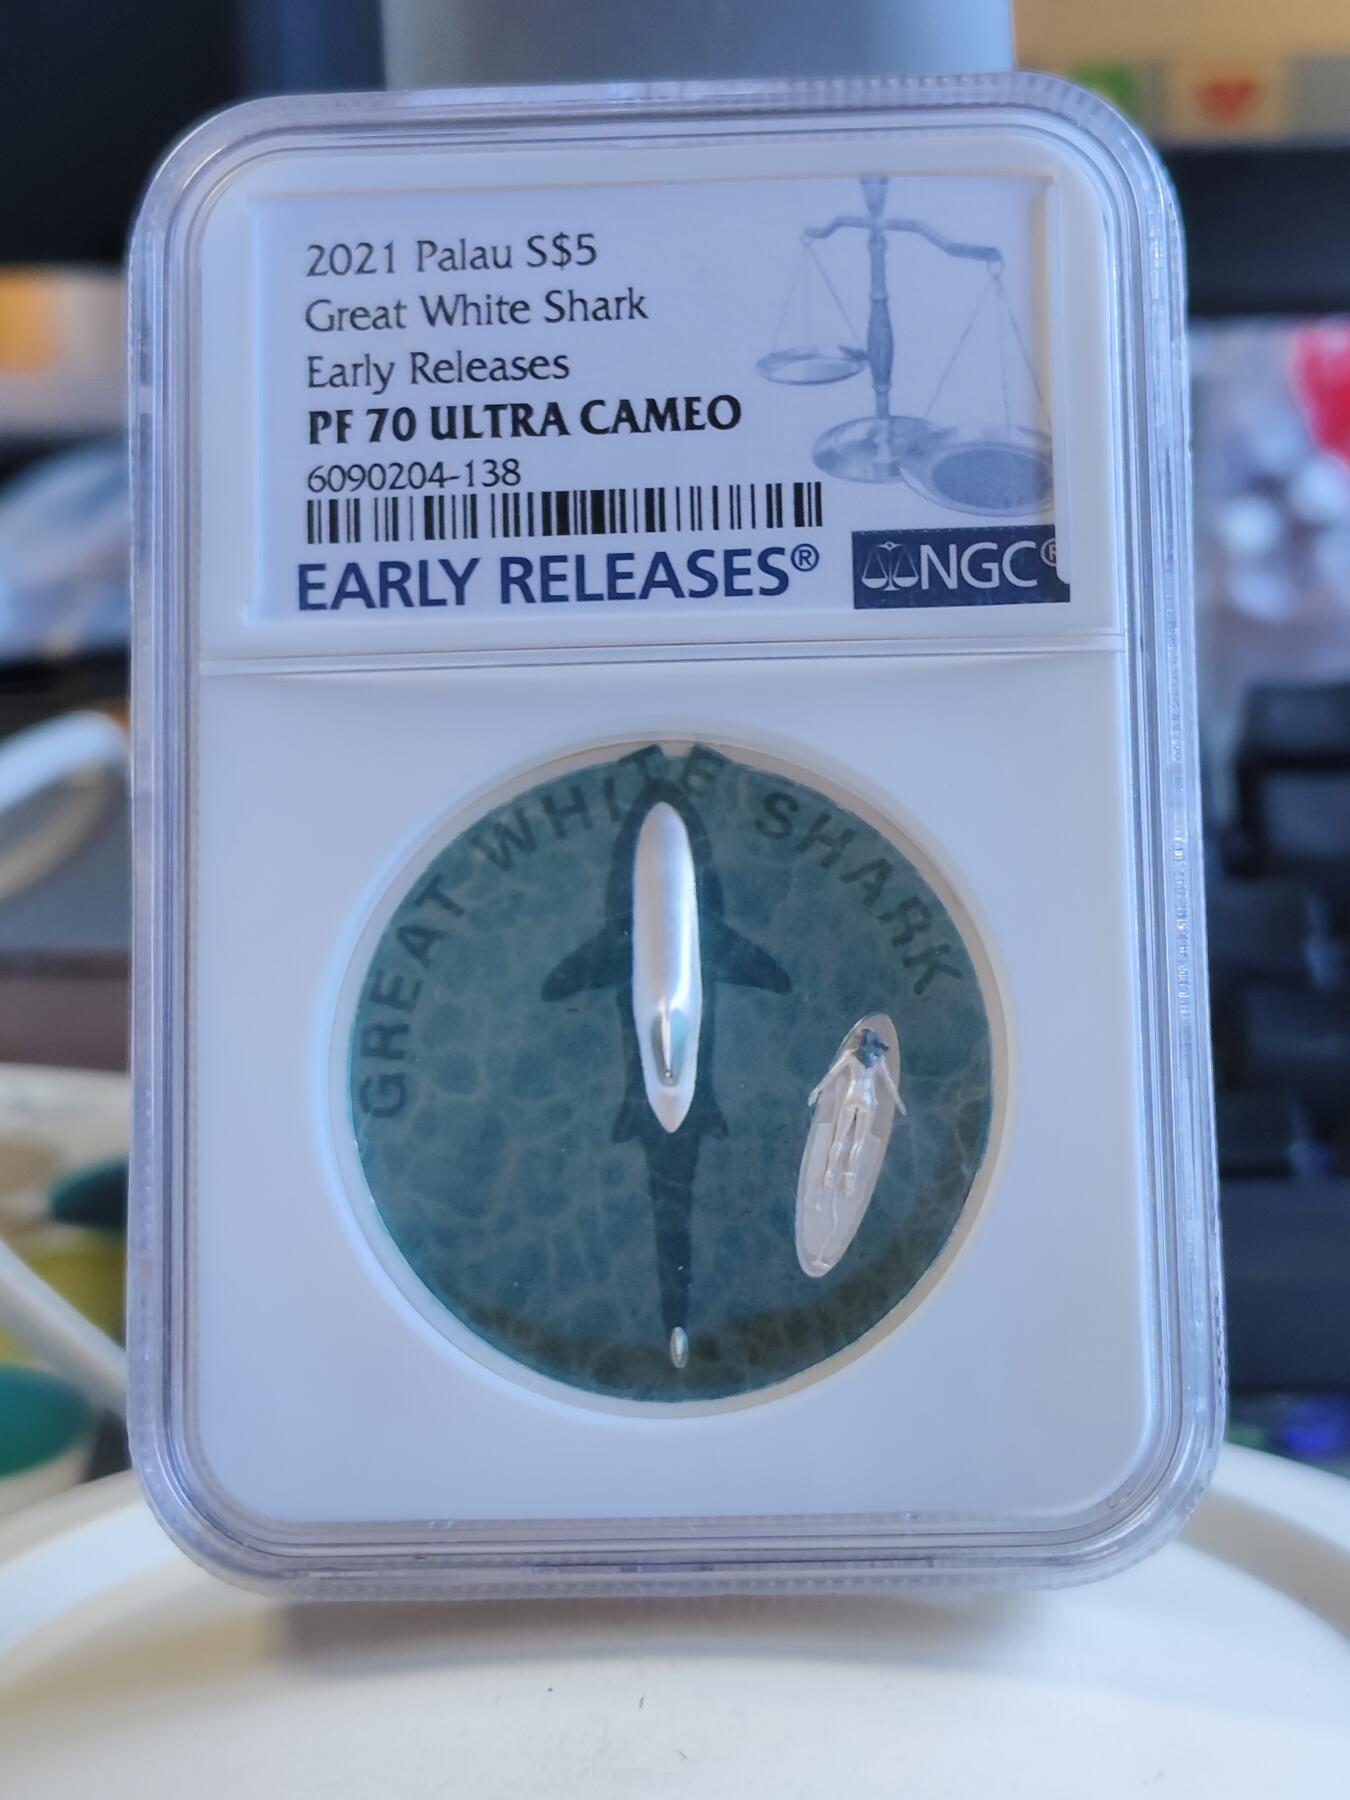 2021 Palau S$5
Great White Shark
Early Releases
PF 70 ULTRA CAMEO
6090204-138
EARLY RELEASES®
NGC®
GREAT WHITE SHARK